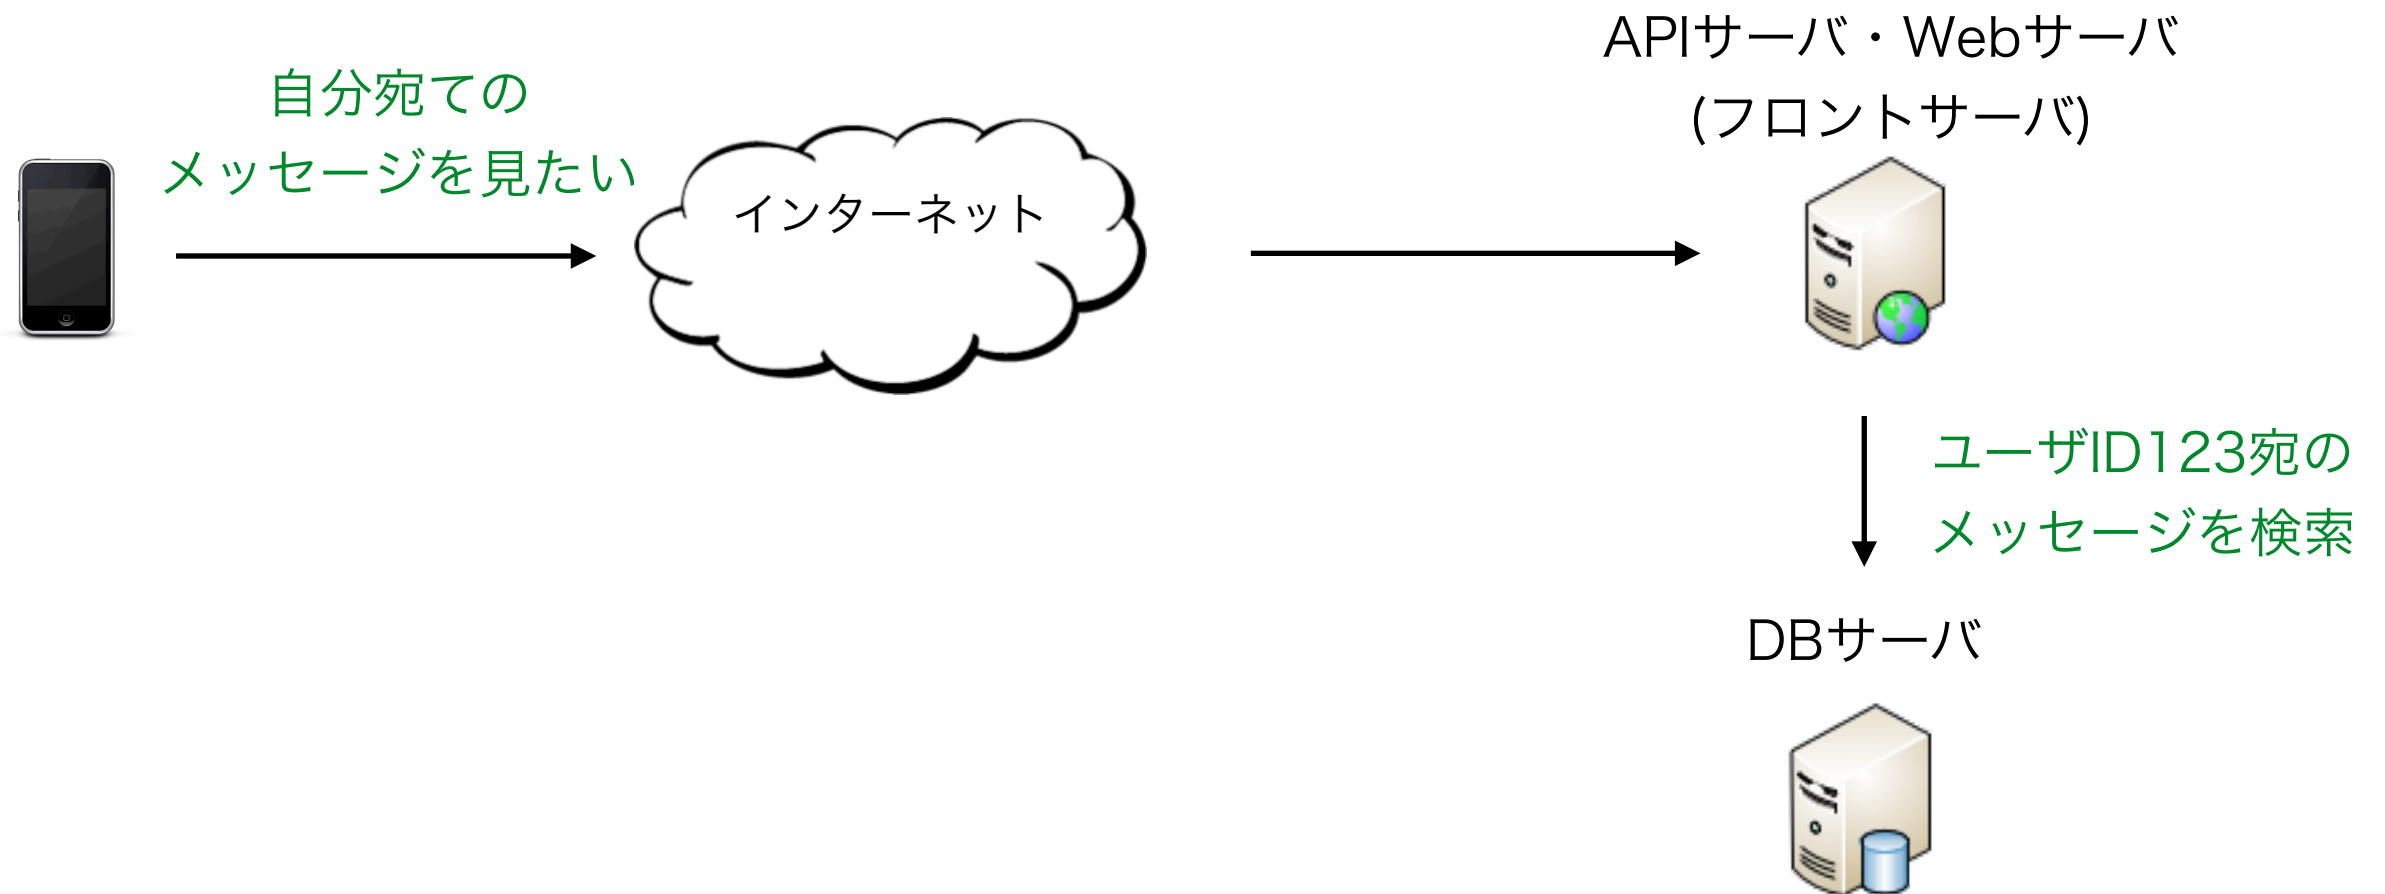 APIサーバ・Webサーバ
(フロントサーバ)
自分宛ての
メッセージを見たい
インターネット
ユーザID123宛の
メッセージを検索
DBサーバ